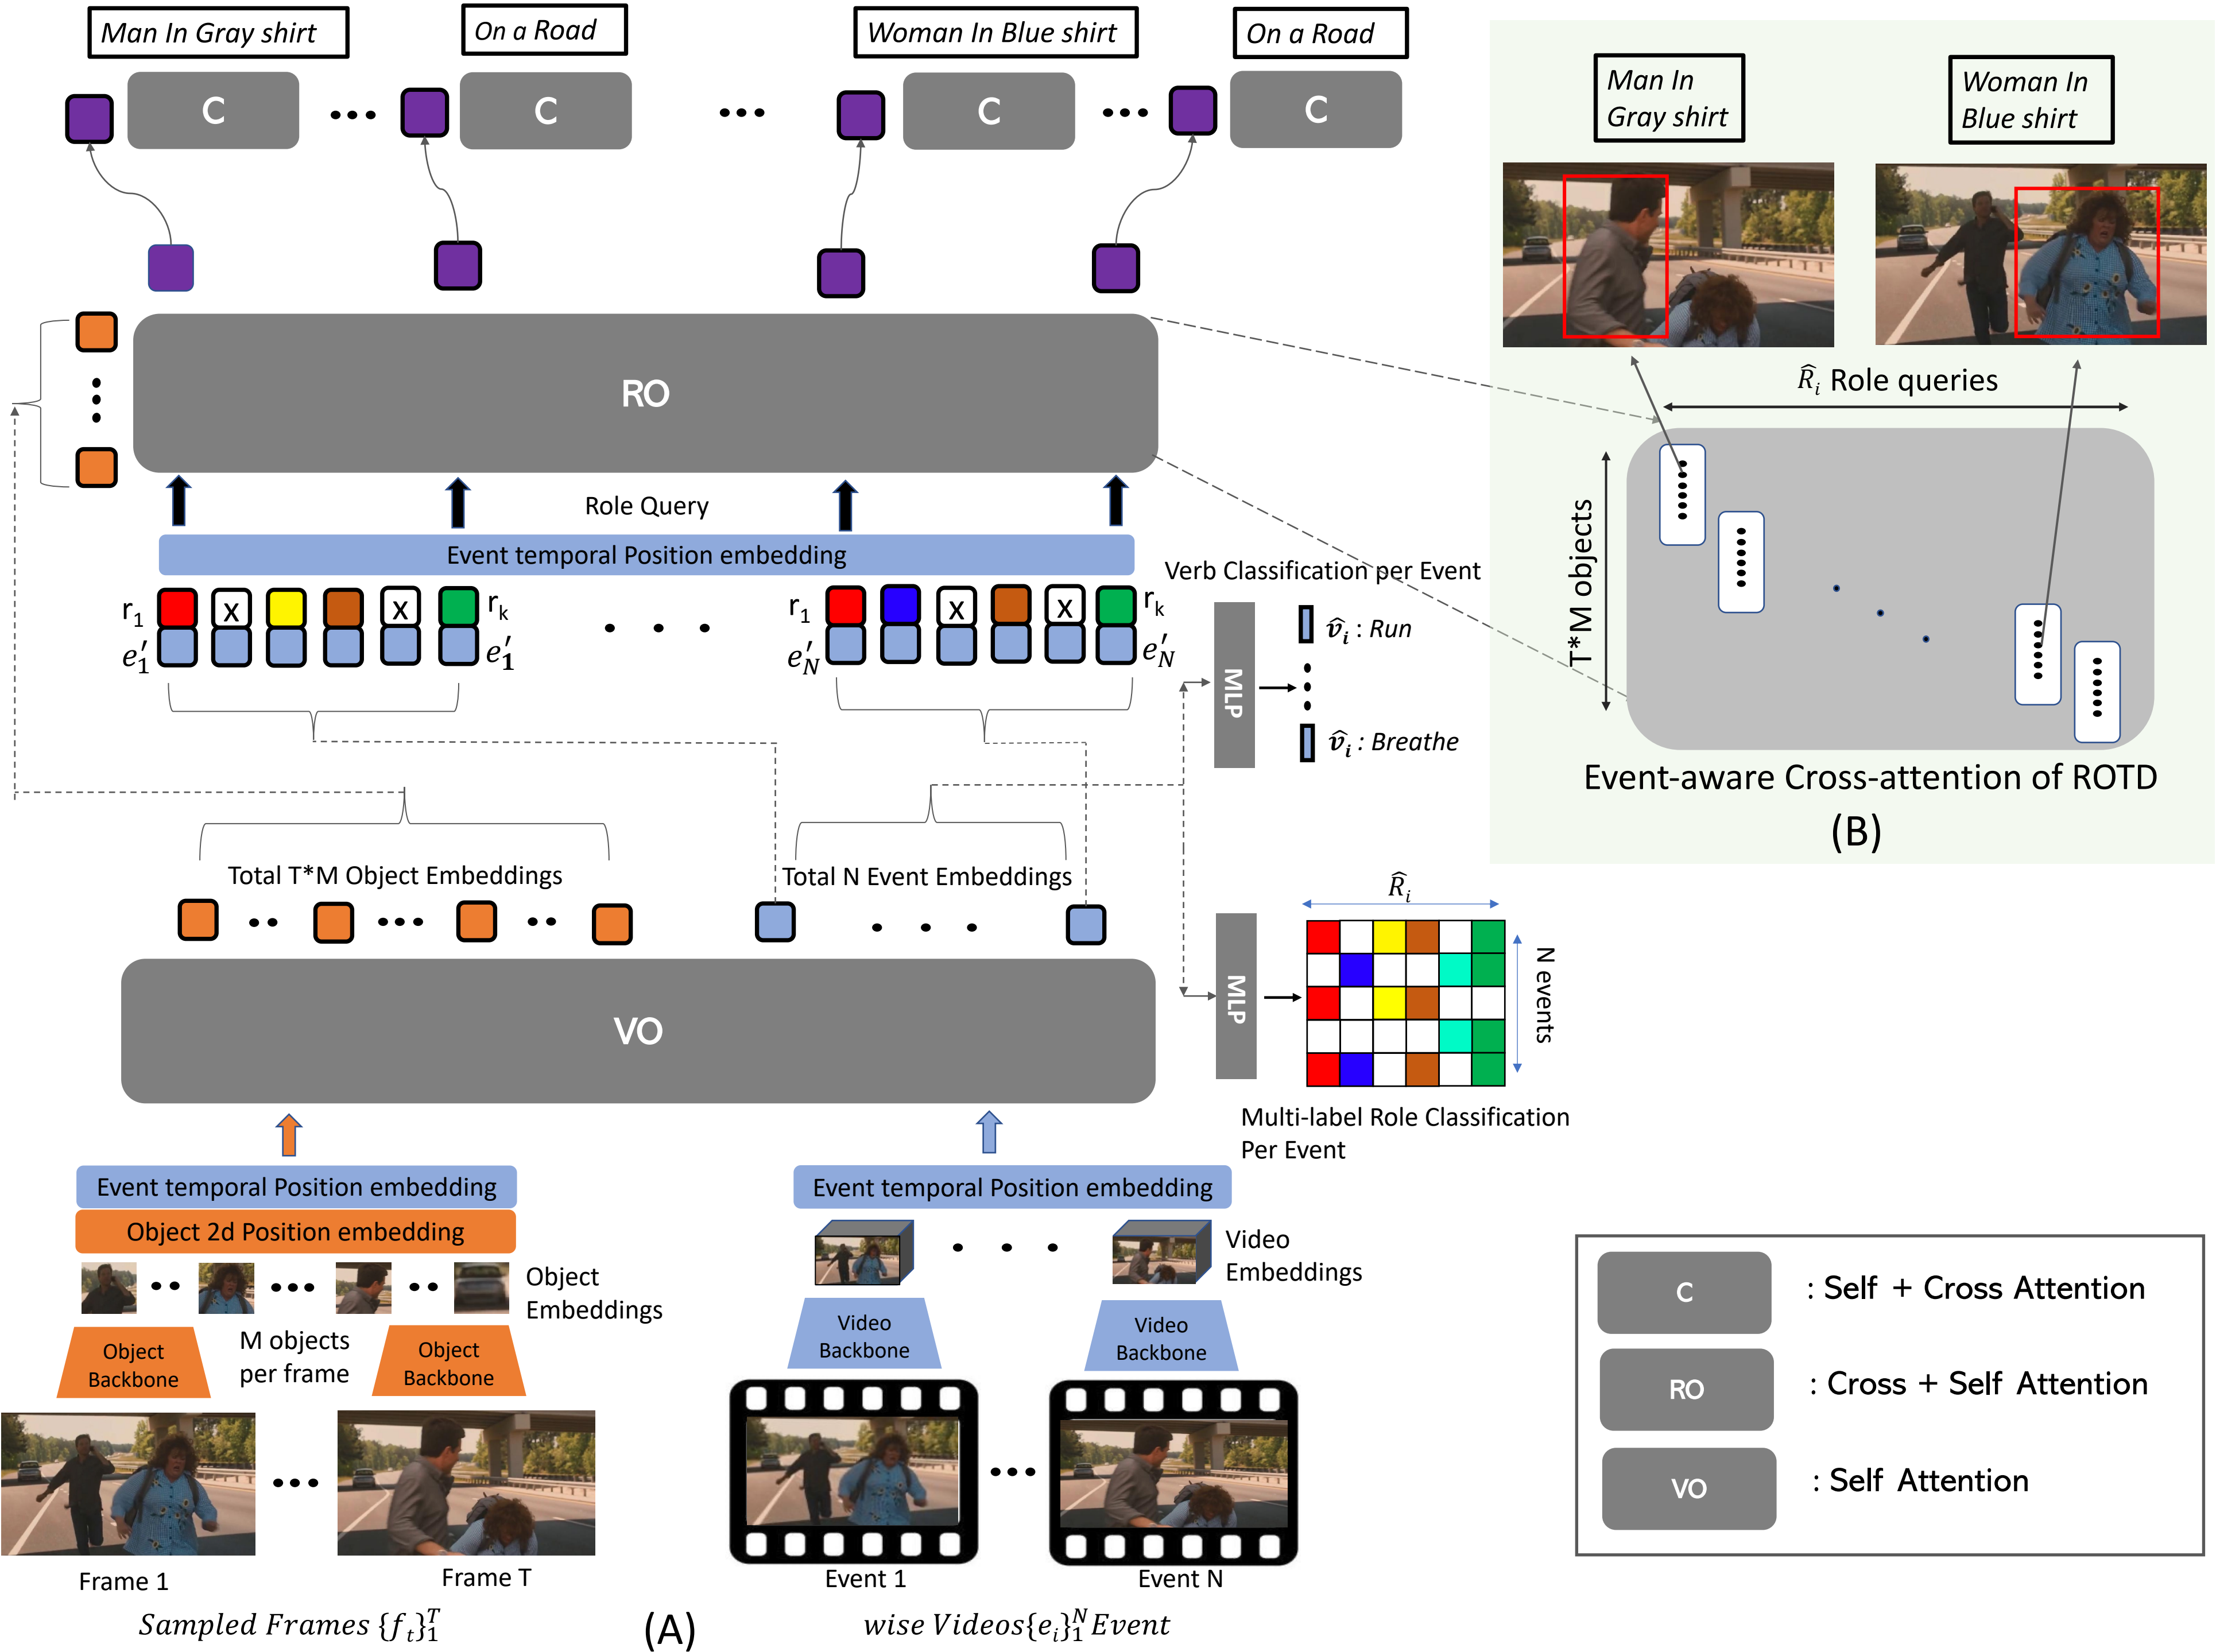 Man In Gray shirt
On a Road
Woman In Blue shirt
On a Road
C
C
C
C
RO
Role Query
Event temporal Position embedding
r1 x x rk
e′1 e′1
r1 x x rk
e′N e′N
Verb Classification per Event
MLP
v̂i : Run
v̂i : Breathe
Total T*M Object Embeddings
Total N Event Embeddings
VO
MLP
R̂i
N events
Multi-label Role Classification
Per Event
Event temporal Position embedding
Object 2d Position embedding
Object
Embeddings
Object
Backbone
M objects
per frame
Object
Backbone
Frame 1
Frame T
Sampled Frames {ft}T1
Event temporal Position embedding
Video
Embeddings
Video
Backbone
Video
Backbone
Event 1
Event N
wise Videos{ei}N1 Event
(A)
Man In
Gray shirt
Woman In
Blue shirt
R̂i Role queries
T*M objects
Event-aware Cross-attention of ROTD
(B)
C : Self + Cross Attention
RO : Cross + Self Attention
VO : Self Attention